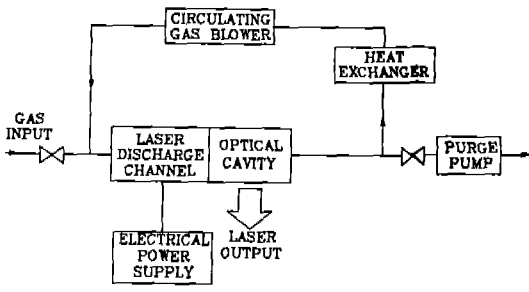 CIRCULATING
GAS BLOWER
HEAT
EXCHANGER
GAS
INPUT
LASER
DISCHARGE
CHANNEL
OPTICAL
CAVITY
PURGE
PUMP
ELECTRICAL
POWER
SUPPLY
LASER
OUTPUT